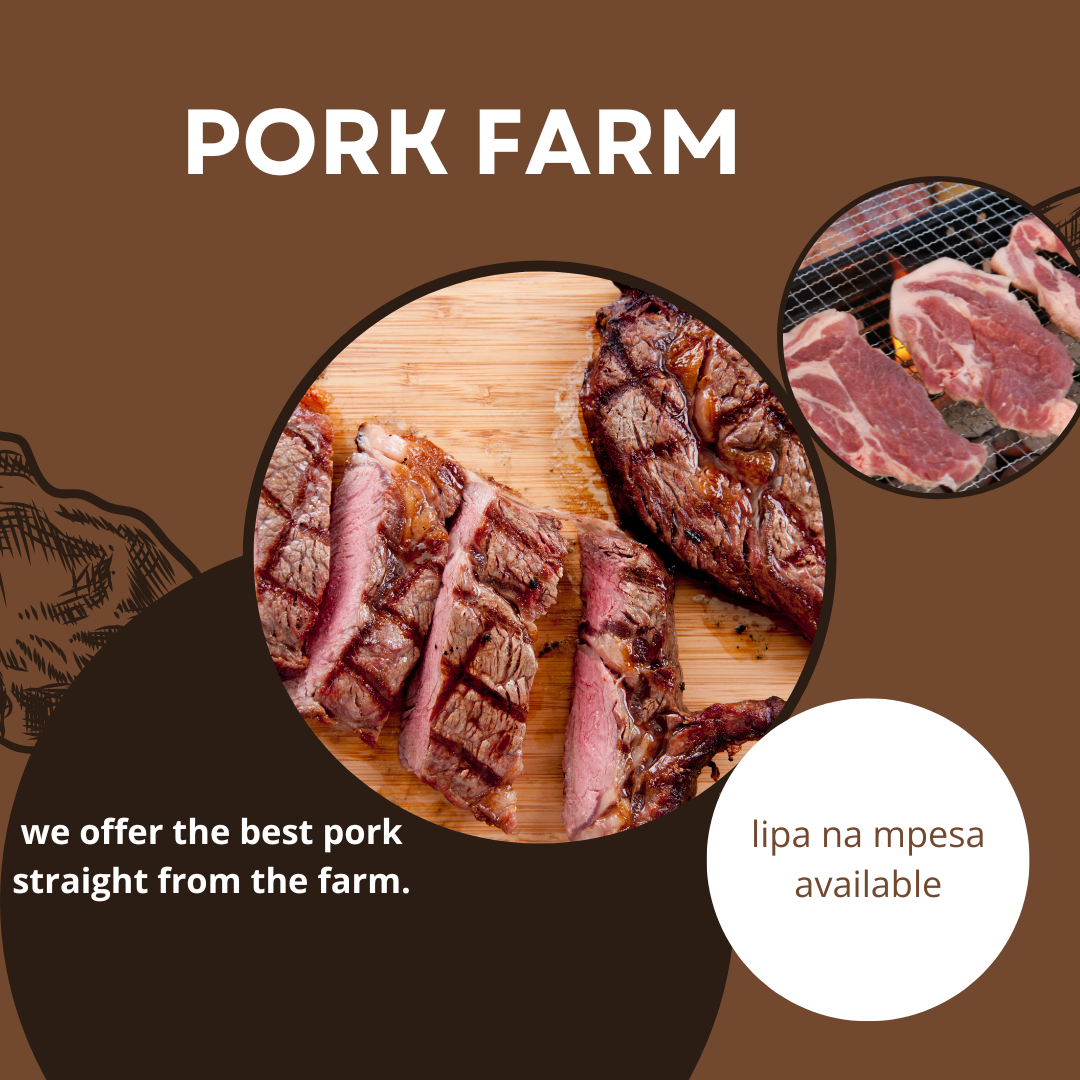 PORK FARM
we offer the best pork
straight from the farm.
lipa na mpesa
available